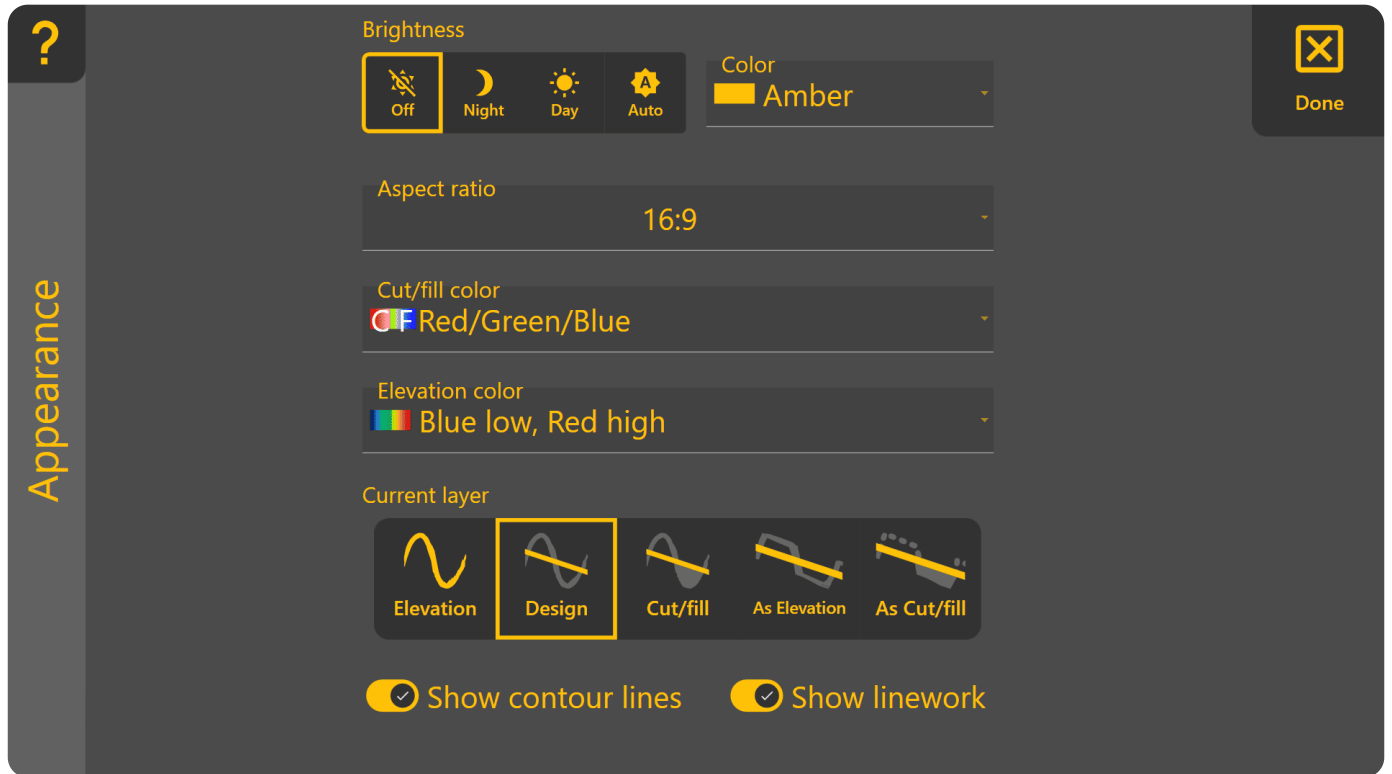 ?
Brightness
Off Night Day A Auto
Color
Amber
Done
Aspect ratio
16:9
Cut/fill color
CF Red/Green/Blue
Elevation color
Blue low, Red high
Appearance
Current layer
Elevation Design Cut/fill As Elevation As Cut/fill
Show contour lines Show linework